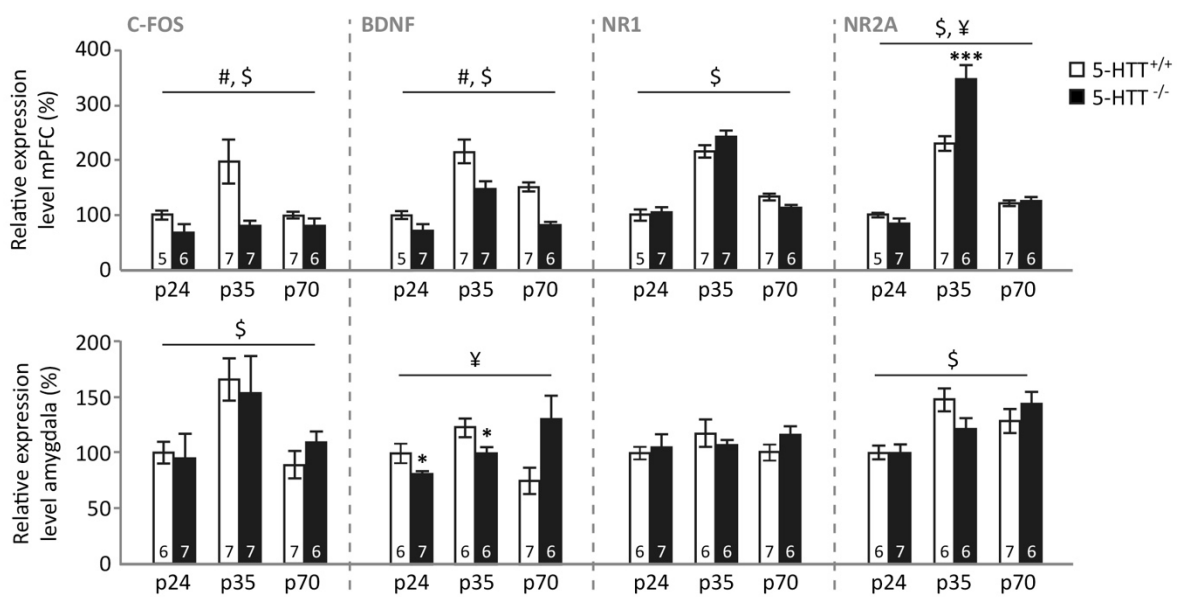 C-FOS BDNF NR1 NR2A
400
300
200
100
0
Relative expression
level mPFC (%)
#, $ #, $ $ $, ¥
***
5-HTT+/+
5-HTT-/-
5 6 7 7 7 6 5 7 7 7 7 6 5 7 7 7 7 6 5 7 7 6 7 6
p24 p35 p70 p24 p35 p70 p24 p35 p70 p24 p35 p70
200
150
100
50
0
Relative expression
level amygdala (%)
$ ¥ $
* *
6 7 7 7 7 6 6 7 6 6 7 6 6 7 6 6 7 6 6 7 6 6 7 6
p24 p35 p70 p24 p35 p70 p24 p35 p70 p24 p35 p70